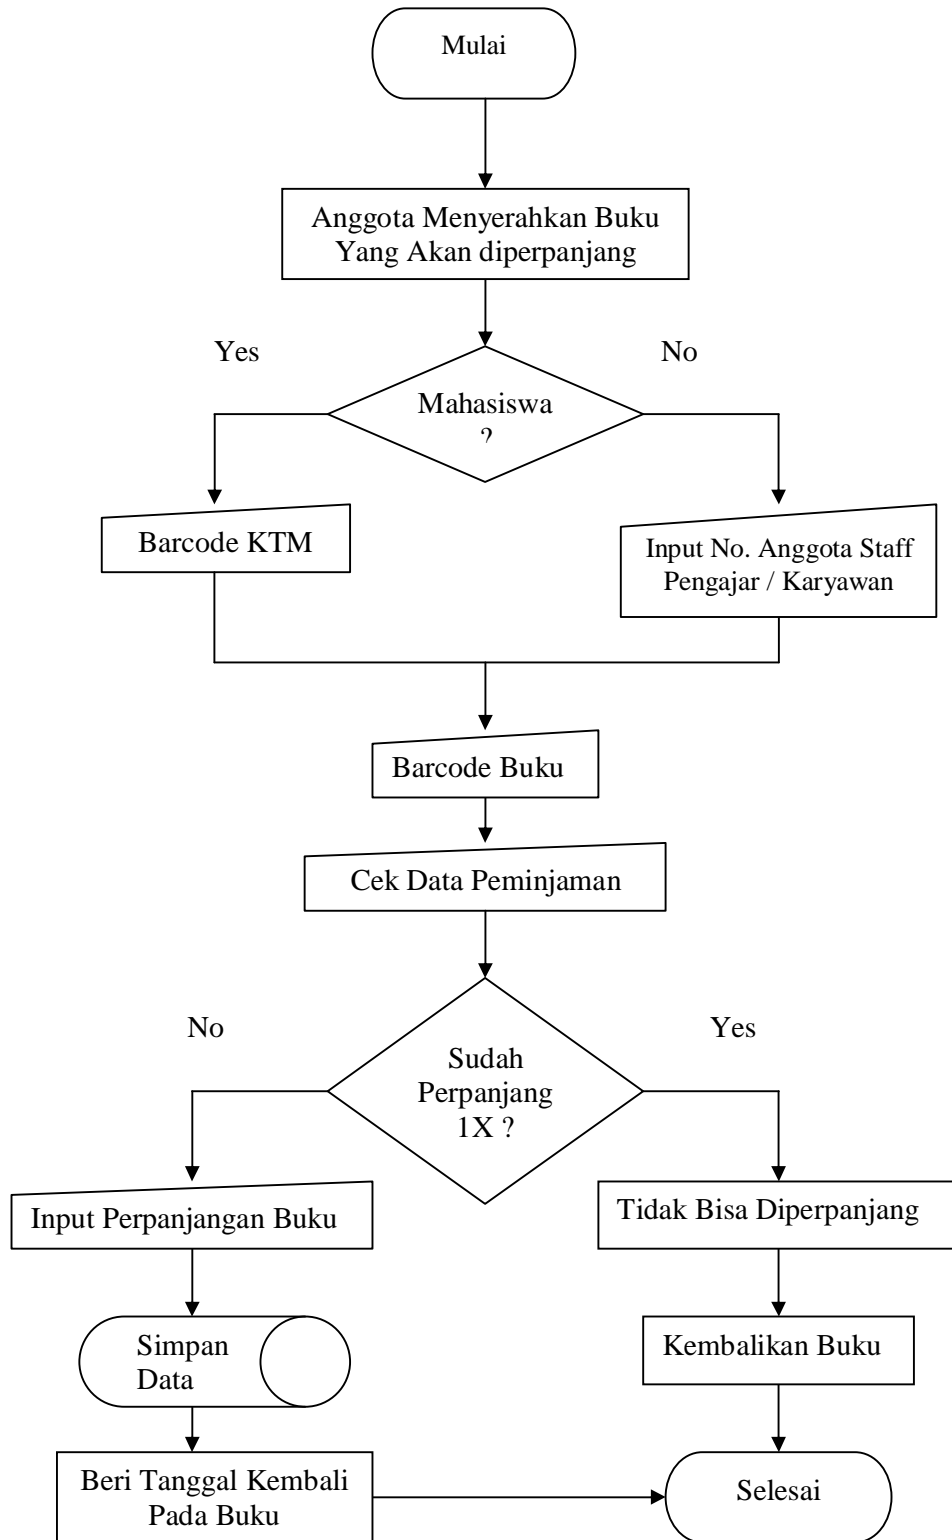 Mulai
Anggota Menyerahkan Buku
Yang Akan diperpanjang
Yes
No
Mahasiswa
?
Barcode KTM
Input No. Anggota Staff
Pengajar / Karyawan
Barcode Buku
Cek Data Peminjaman
No
Yes
Sudah
Perpanjang
1X ?
Input Perpanjangan Buku
Tidak Bisa Diperpanjang
Simpan
Data
Kembalikan Buku
Beri Tanggal Kembali
Pada Buku
Selesai